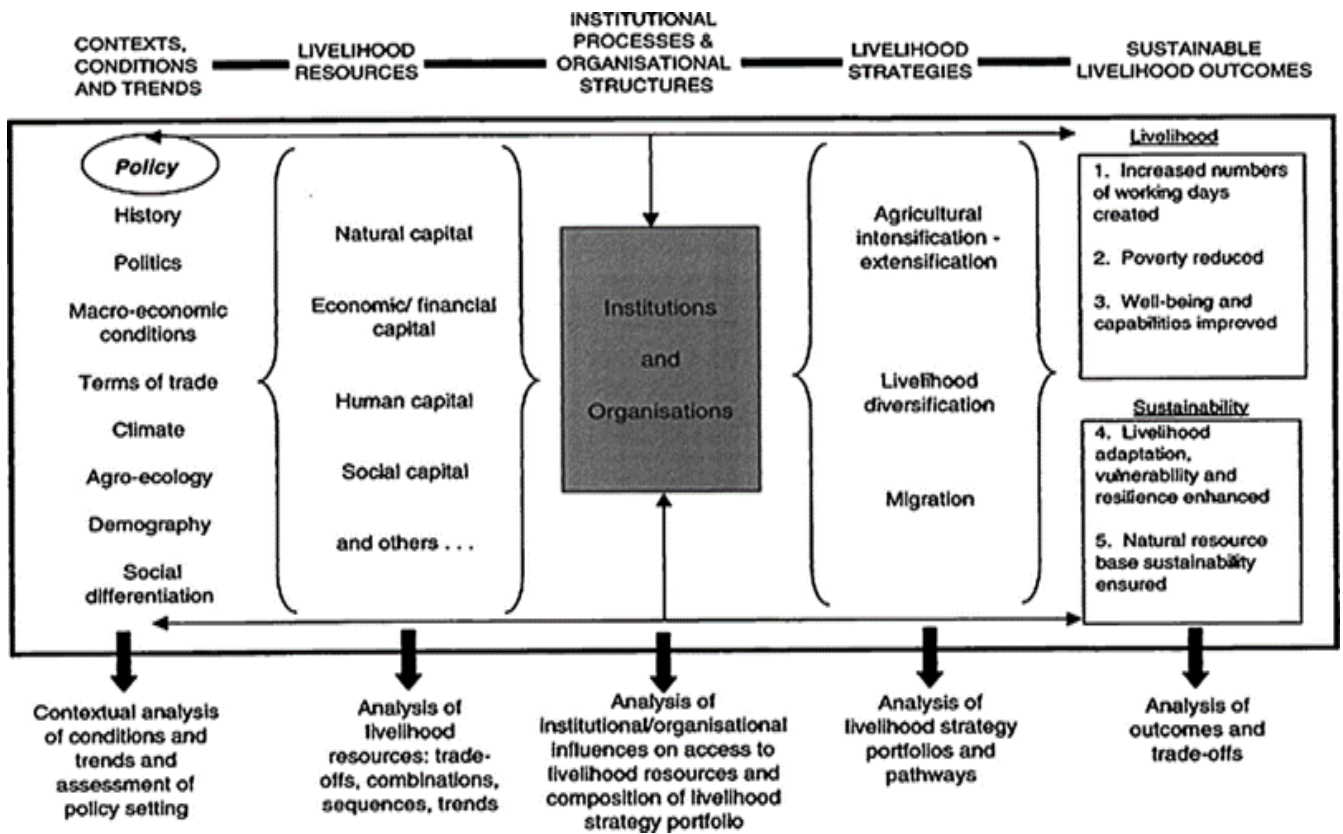 CONTEXTS,
CONDITIONS
AND TRENDS
LIVELIHOOD
RESOURCES
INSTITUTIONAL
PROCESSES &
ORGANISATIONAL
STRUCTURES
LIVELIHOOD
STRATEGIES
SUSTAINABLE
LIVELIHOOD OUTCOMES
Policy
History
Politics
Macro-economic
conditions
Terms of trade
Climate
Agro-ecology
Demography
Social
differentiation
Natural capital
Economic/ financial
capital
Human capital
Social capital
and others . . .
Institutions
and
Organisations
Agricultural
intensification -
extensification
Livelihood
diversification
Migration
Livelihood
1. Increased numbers
of working days
created
2. Poverty reduced
3. Well-being and
capabilities improved
Sustainability
4. Livelihood
adaptation,
vulnerability and
resilience enhanced
5. Natural resource
base sustainability
ensured
Contextual analysis
of conditions and
trends and
assessment of
policy setting
Analysis of
livelihood
resources: trade-
offs, combinations,
sequences, trends
Analysis of
institutional/organisational
influences on access to
livelihood resources and
composition of livelihood
strategy portfolio
Analysis of
livelihood strategy
portfolios and
pathways
Analysis of
outcomes and
trade-offs